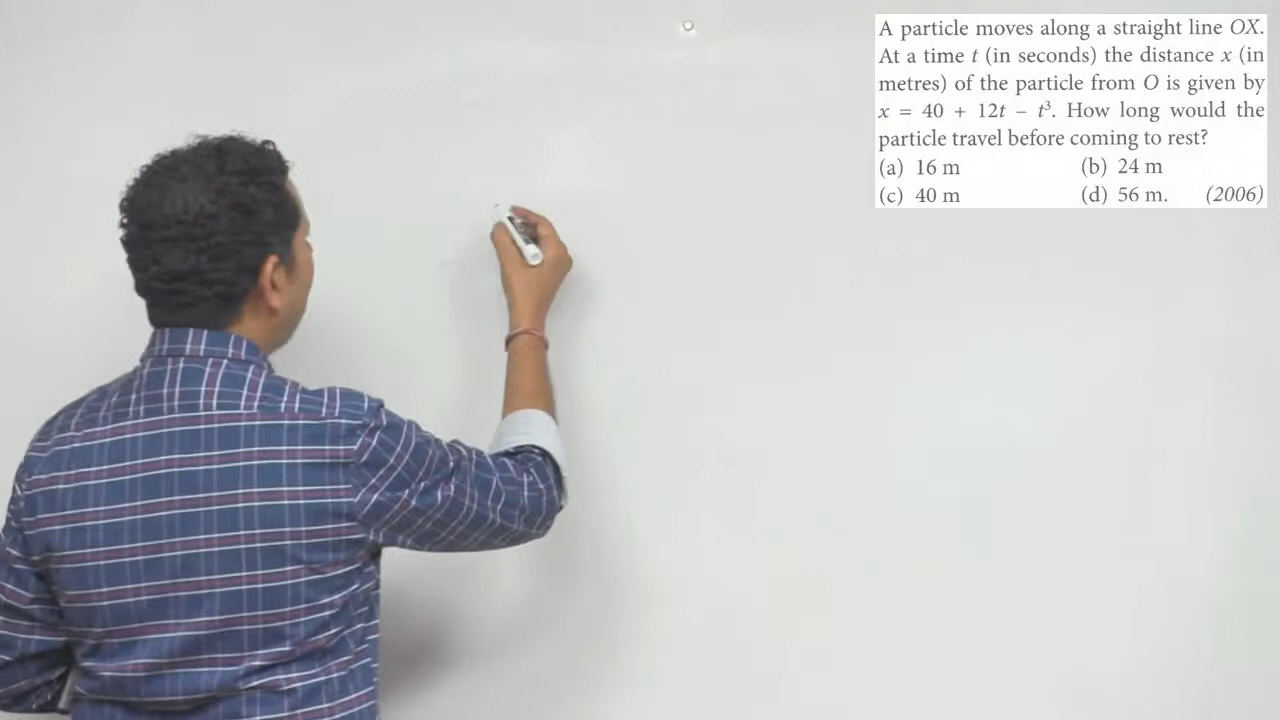 A particle moves along a straight line OX.
At a time t (in seconds) the distance x (in
metres) of the particle from O is given by
x = 40 + 12t – t³. How long would the
particle travel before coming to rest?
(a) 16 m (b) 24 m
(c) 40 m (d) 56 m. (2006)